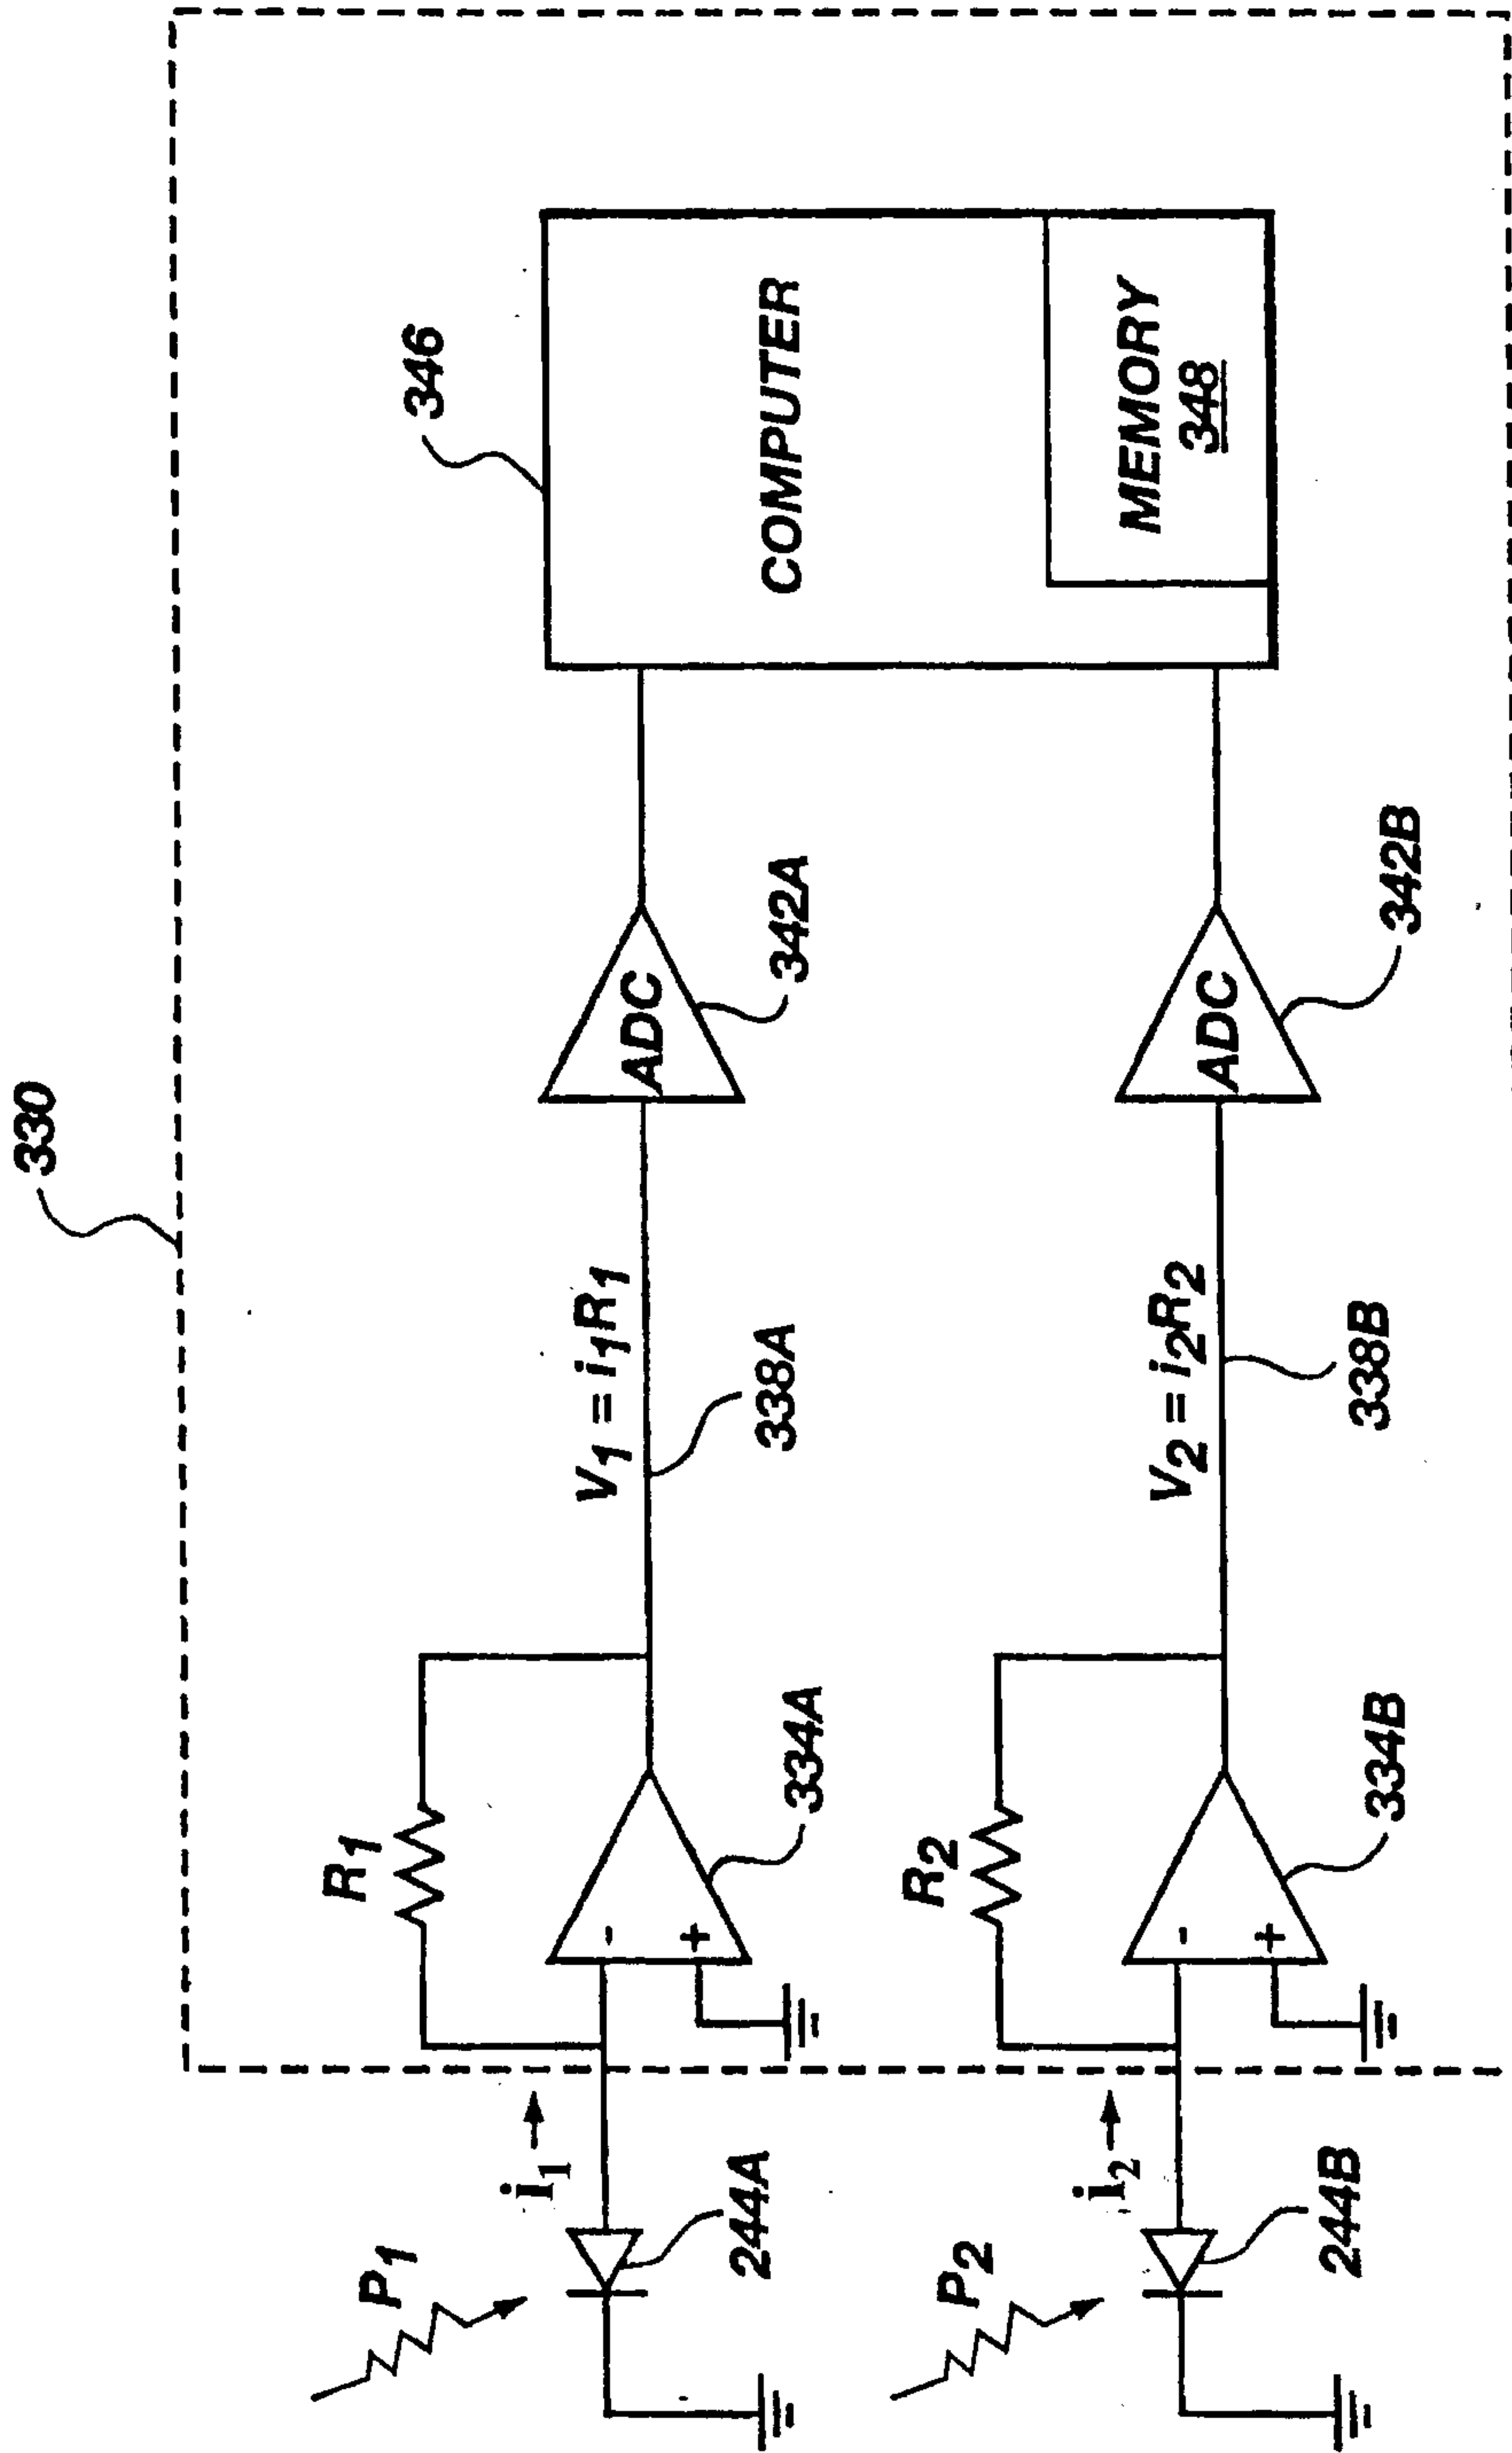 330
346
COMPUTER
MEMORY
348
ADC
342A
ADC
342B
V1 = i1R1
338A
V2 = i2R2
338B
R1
334A
-
+
R2
334B
-
+
i1
i2
P1
244A
P2
244B